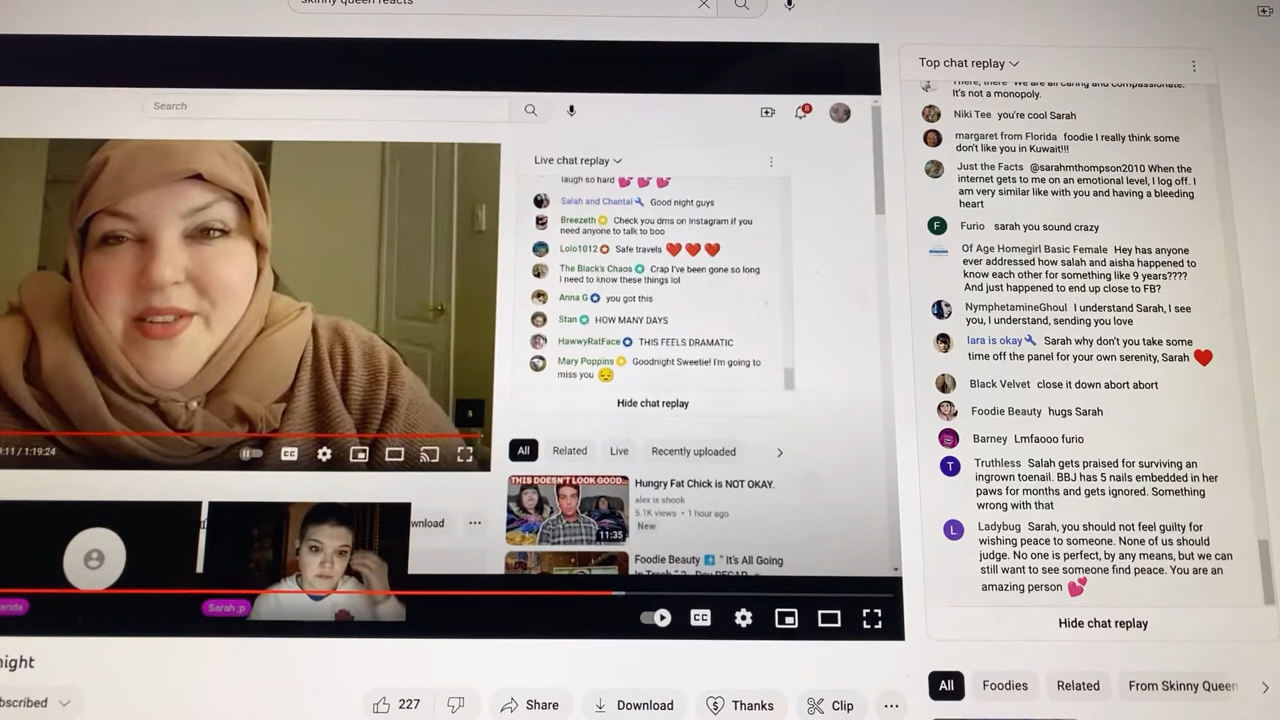 skinny queen reacts
Search
Live chat replay
laugh so hard 💕 💕 💕
Salah and Chantal Good night guys
Breezeth Check you dms on Instagram if you
need anyone to talk to boo
Lolo1012 Safe travels ❤️ ❤️ ❤️
The Black's Chaos Crap I've been gone so long
I need to know these things lol
Anna G you got this
Stan HOW MANY DAYS
HawwyRatFace THIS FEELS DRAMATIC
Mary Poppins Goodnight Sweetie! I'm going to
miss you 😔
Hide chat replay
All Related Live Recently uploaded
THIS DOESN'T LOOK GOOD..
11:35
Hungry Fat Chick is NOT OKAY.
alex is shook
5.1K views • 1 hour ago
New
Foodie Beauty "It's All Going
9:11 / 1:19:24
CC
8
wnload
arida
Sarah :p
CC
night
bscribed
227 Share Download Thanks Clip
Top chat replay
There, there We are all caring and compassionate.
It's not a monopoly.
Niki Tee you're cool Sarah
margaret from Florida foodie I really think some
don't like you in Kuwait!!!
Just the Facts @sarahmthompson2010 When the
internet gets to me on an emotional level, I log off. I
am very similar like with you and having a bleeding
heart
F Furio sarah you sound crazy
Of Age Homegirl Basic Female Hey has anyone
ever addressed how salah and aisha happened to
know each other for something like 9 years????
And just happened to end up close to FB?
NymphetamineGhoul I understand Sarah, I see
you, I understand, sending you love
Iara is okay Sarah why don't you take some
time off the panel for your own serenity, Sarah ❤️
Black Velvet close it down abort abort
Foodie Beauty hugs Sarah
Barney Lmfaooo furio
T Truthless Salah gets praised for surviving an
ingrown toenail. BBJ has 5 nails embedded in her
paws for months and gets ignored. Something
wrong with that
L Ladybug Sarah, you should not feel guilty for
wishing peace to someone. None of us should
judge. No one is perfect, by any means, but we can
still want to see someone find peace. You are an
amazing person 💕
Hide chat replay
All Foodies Related From Skinny Queen